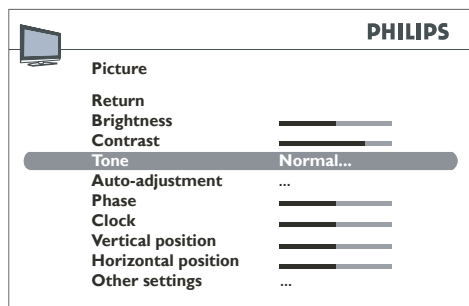 PHILIPS
Picture
Return
Brightness
Contrast
Tone Normal...
Auto-adjustment ...
Phase
Clock
Vertical position
Horizontal position
Other settings ...